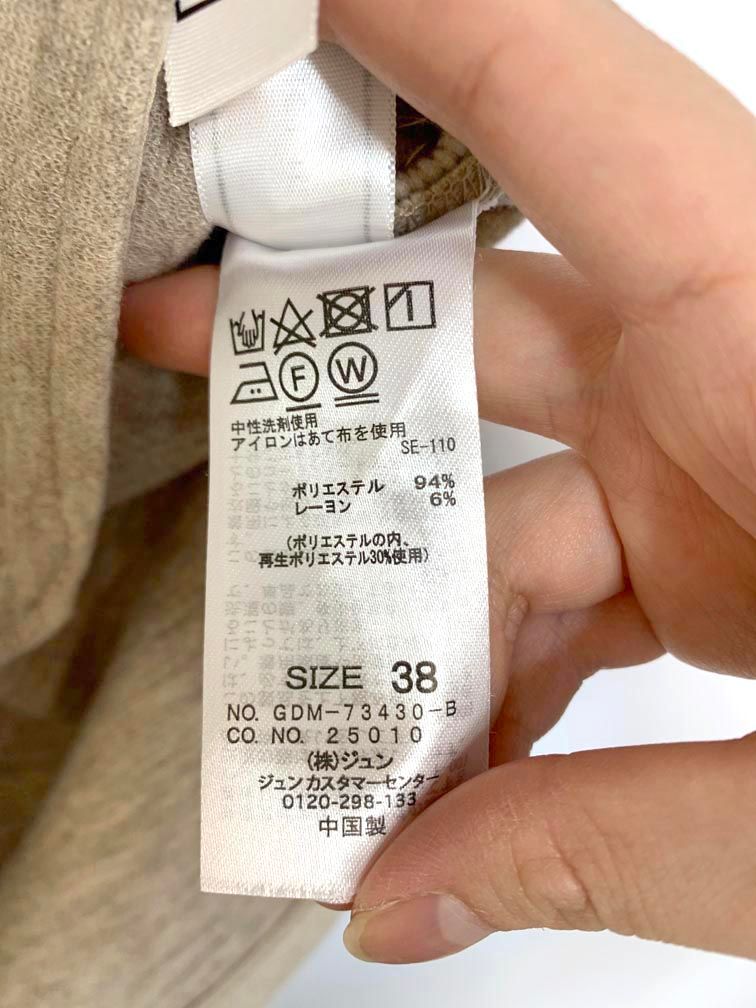 F W
中性洗剤使用
アイロンはあて布を使用
SE-110
ポリエステル 94%
レーヨン 6%
(ポリエステルの内、
再生ポリエステル30%使用)
SIZE 38
NO. GDM-73430-B
CO. NO. 25010
(株)ジュン
ジュンカスタマーセンター
0120-298-133
中国製